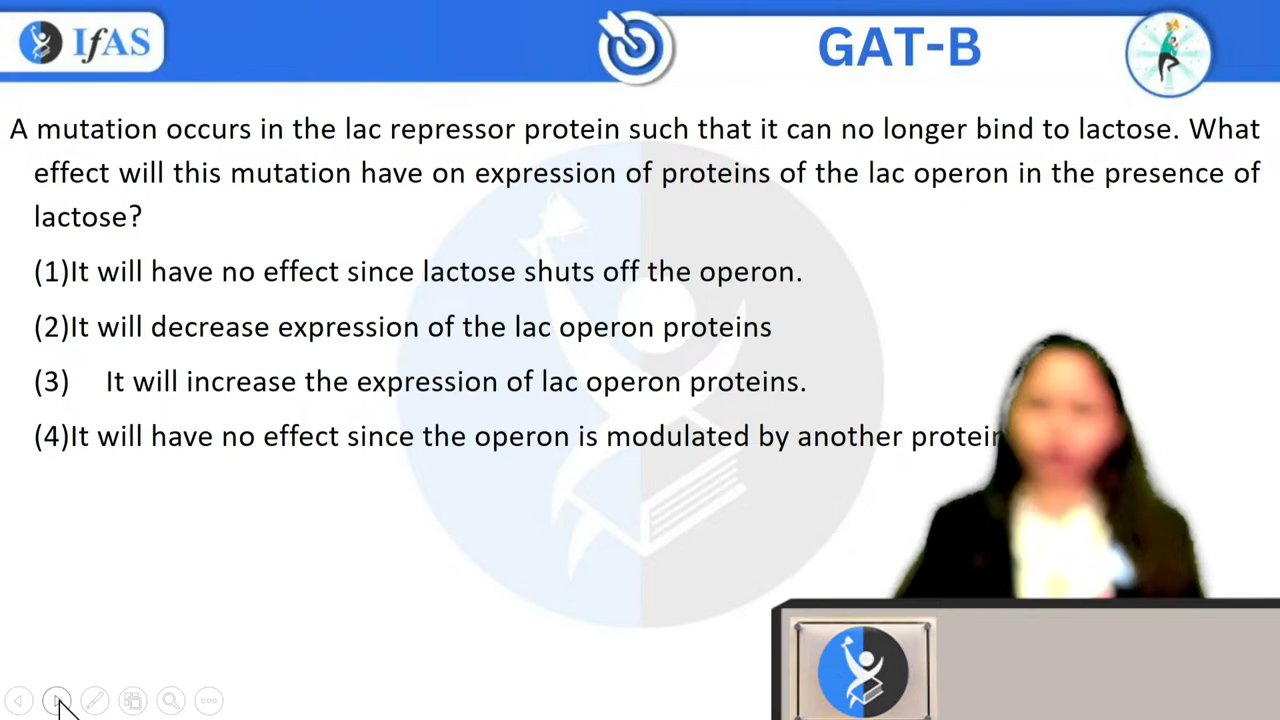 IfAS
GAT-B
A mutation occurs in the lac repressor protein such that it can no longer bind to lactose. What
effect will this mutation have on expression of proteins of the lac operon in the presence of
lactose?
(1)It will have no effect since lactose shuts off the operon.
(2)It will decrease expression of the lac operon proteins
(3) It will increase the expression of lac operon proteins.
(4)It will have no effect since the operon is modulated by another protein